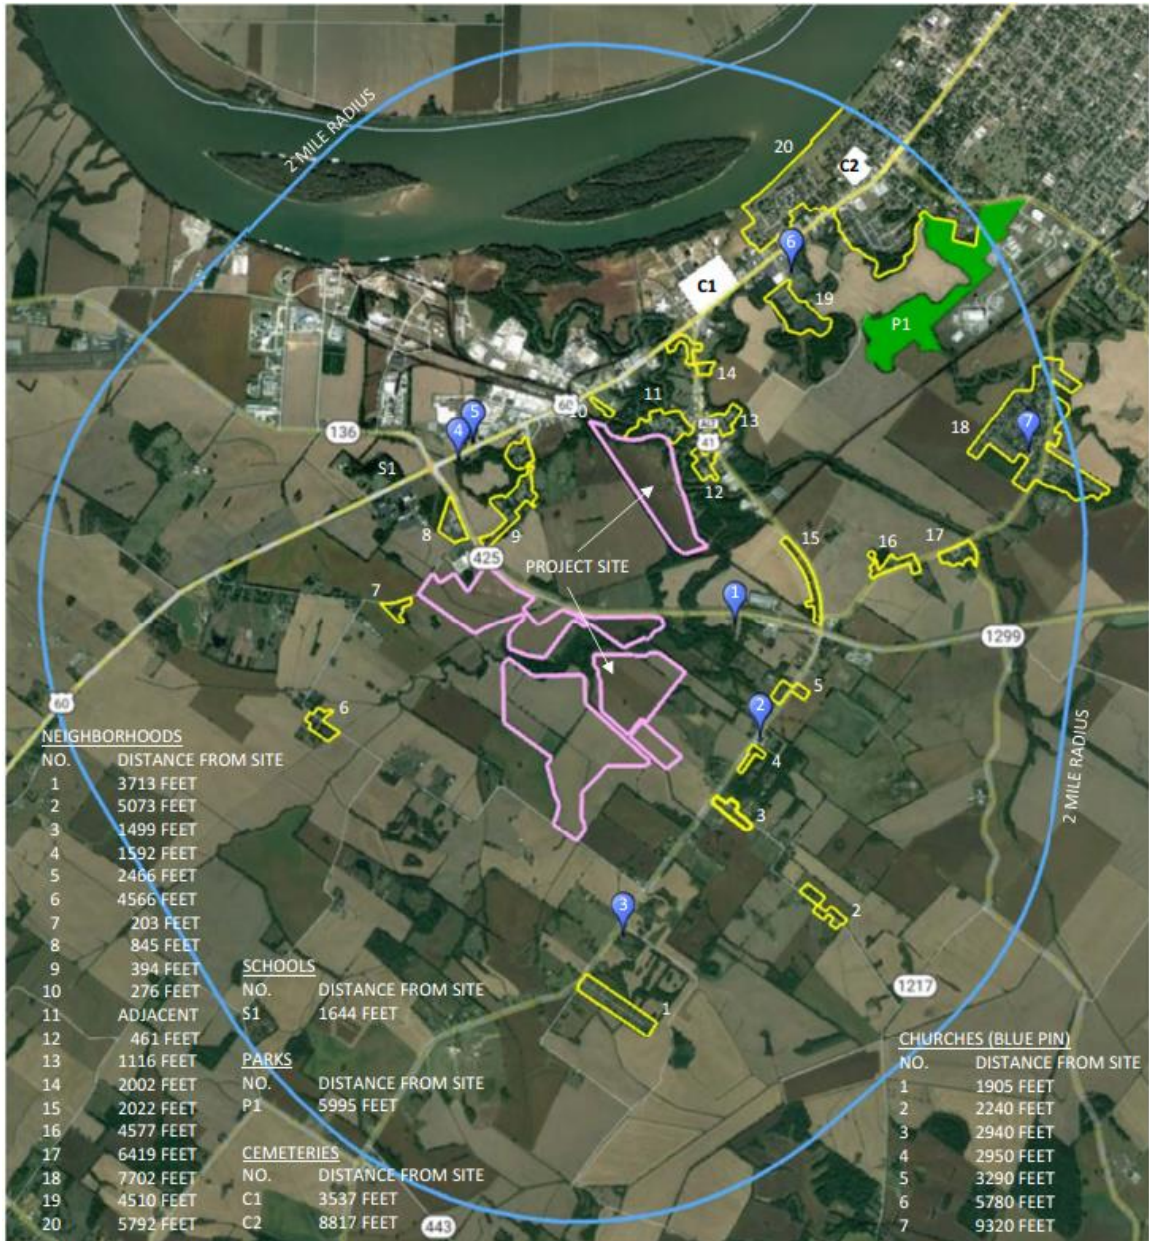 2 MILE RADIUS
20
C2
6
C1
19
P1
14
60
10
11
13
ALT
41
5
4
136
18
7
S1
12
8
9
15
425
PROJECT SITE
16
17
7
1
1299
60
6
5
2
4
3
2 MILE RADIUS
2
3
1217
1
443
NEIGHBORHOODS
NO. DISTANCE FROM SITE
1 3713 FEET
2 5073 FEET
3 1499 FEET
4 1592 FEET
5 2466 FEET
6 4566 FEET
7 203 FEET
8 845 FEET
9 394 FEET
10 276 FEET
11 ADJACENT
12 461 FEET
13 1116 FEET
14 2002 FEET
15 2022 FEET
16 4577 FEET
17 6419 FEET
18 7702 FEET
19 4510 FEET
20 5792 FEET
SCHOOLS
NO. DISTANCE FROM SITE
S1 1644 FEET
PARKS
NO. DISTANCE FROM SITE
P1 5995 FEET
CEMETERIES
NO. DISTANCE FROM SITE
C1 3537 FEET
C2 8817 FEET
CHURCHES (BLUE PIN)
NO. DISTANCE FROM SITE
1 1905 FEET
2 2240 FEET
3 2940 FEET
4 2950 FEET
5 3290 FEET
6 5780 FEET
7 9320 FEET